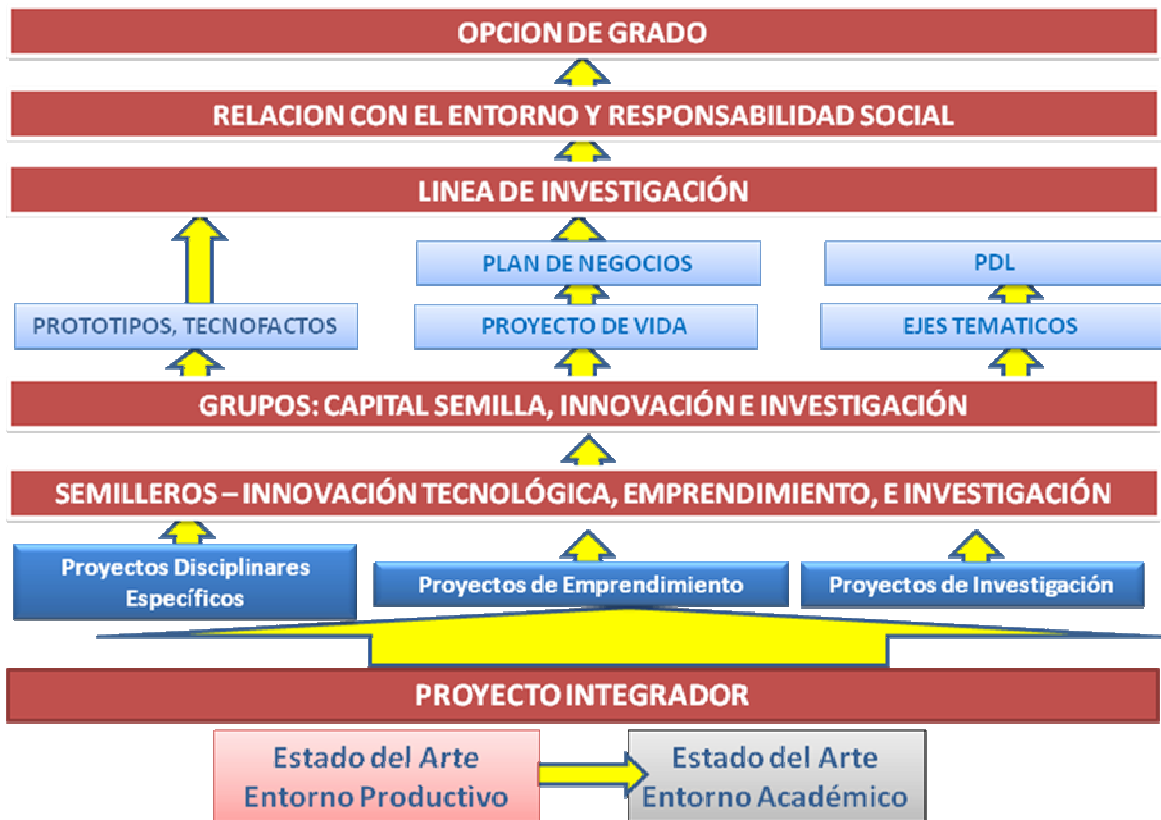 OPCION DE GRADO
RELACION CON EL ENTORNO Y RESPONSABILIDAD SOCIAL
LINEA DE INVESTIGACIÓN
PLAN DE NEGOCIOS
PDL
PROTOTIPOS, TECNOFACTOS
PROYECTO DE VIDA
EJES TEMATICOS
GRUPOS: CAPITAL SEMILLA, INNOVACIÓN E INVESTIGACIÓN
SEMILLEROS – INNOVACIÓN TECNOLÓGICA, EMPRENDIMIENTO, E INVESTIGACIÓN
Proyectos Disciplinares
Específicos
Proyectos de Emprendimiento
Proyectos de Investigación
PROYECTO INTEGRADOR
Estado del Arte
Entorno Productivo
Estado del Arte
Entorno Académico